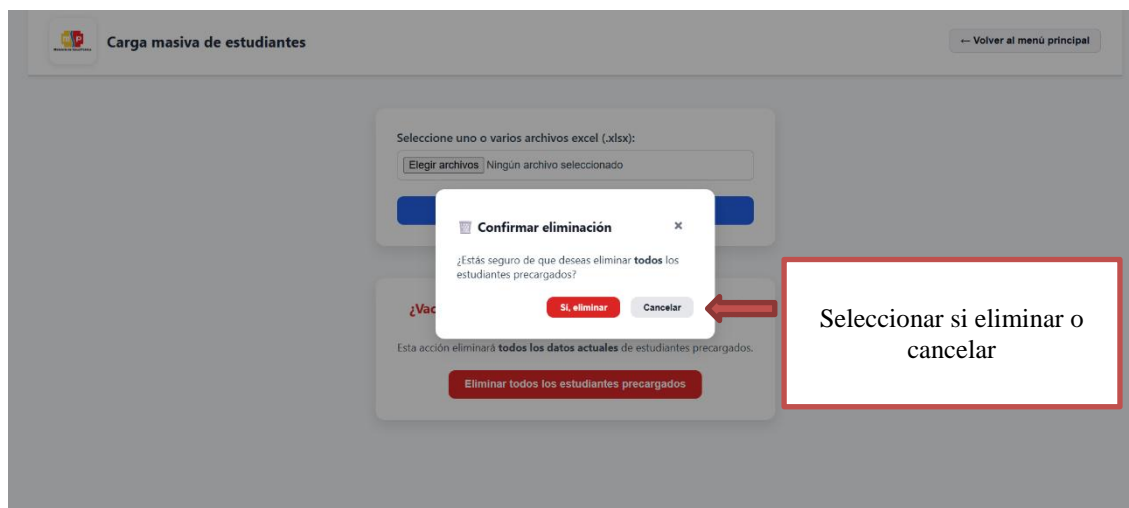 Carga masiva de estudiantes
← Volver al menú principal
Seleccione uno o varios archivos excel (.xlsx):
Elegir archivos Ningún archivo seleccionado
Confirmar eliminación ×
¿Estás seguro de que deseas eliminar todos los
estudiantes precargados?
Sí, eliminar Cancelar
¿Vac
Esta acción eliminará todos los datos actuales de estudiantes precargados.
Eliminar todos los estudiantes precargados
Seleccionar si eliminar o
cancelar